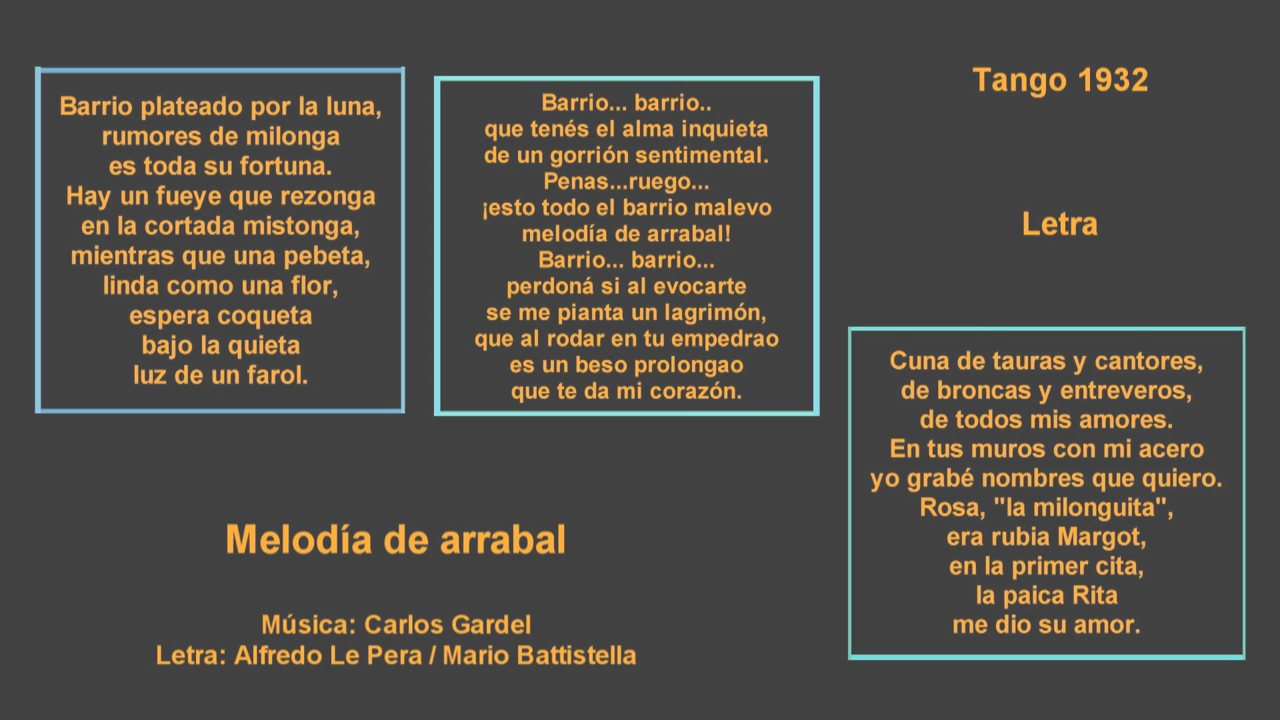 Barrio plateado por la luna,
rumores de milonga
es toda su fortuna.
Hay un fueye que rezonga
en la cortada mistonga,
mientras que una pebeta,
linda como una flor,
espera coqueta
bajo la quieta
luz de un farol.
Barrio... barrio..
que tenés el alma inquieta
de un gorrión sentimental.
Penas...ruego...
¡esto todo el barrio malevo
melodía de arrabal!
Barrio... barrio...
perdoná si al evocarte
se me pianta un lagrimón,
que al rodar en tu empedrao
es un beso prolongao
que te da mi corazón.
Tango 1932
Letra
Cuna de tauras y cantores,
de broncas y entreveros,
de todos mis amores.
En tus muros con mi acero
yo grabé nombres que quiero.
Rosa, "la milonguita",
era rubia Margot,
en la primer cita,
la paica Rita
me dio su amor.
Melodía de arrabal
Música: Carlos Gardel
Letra: Alfredo Le Pera / Mario Battistella